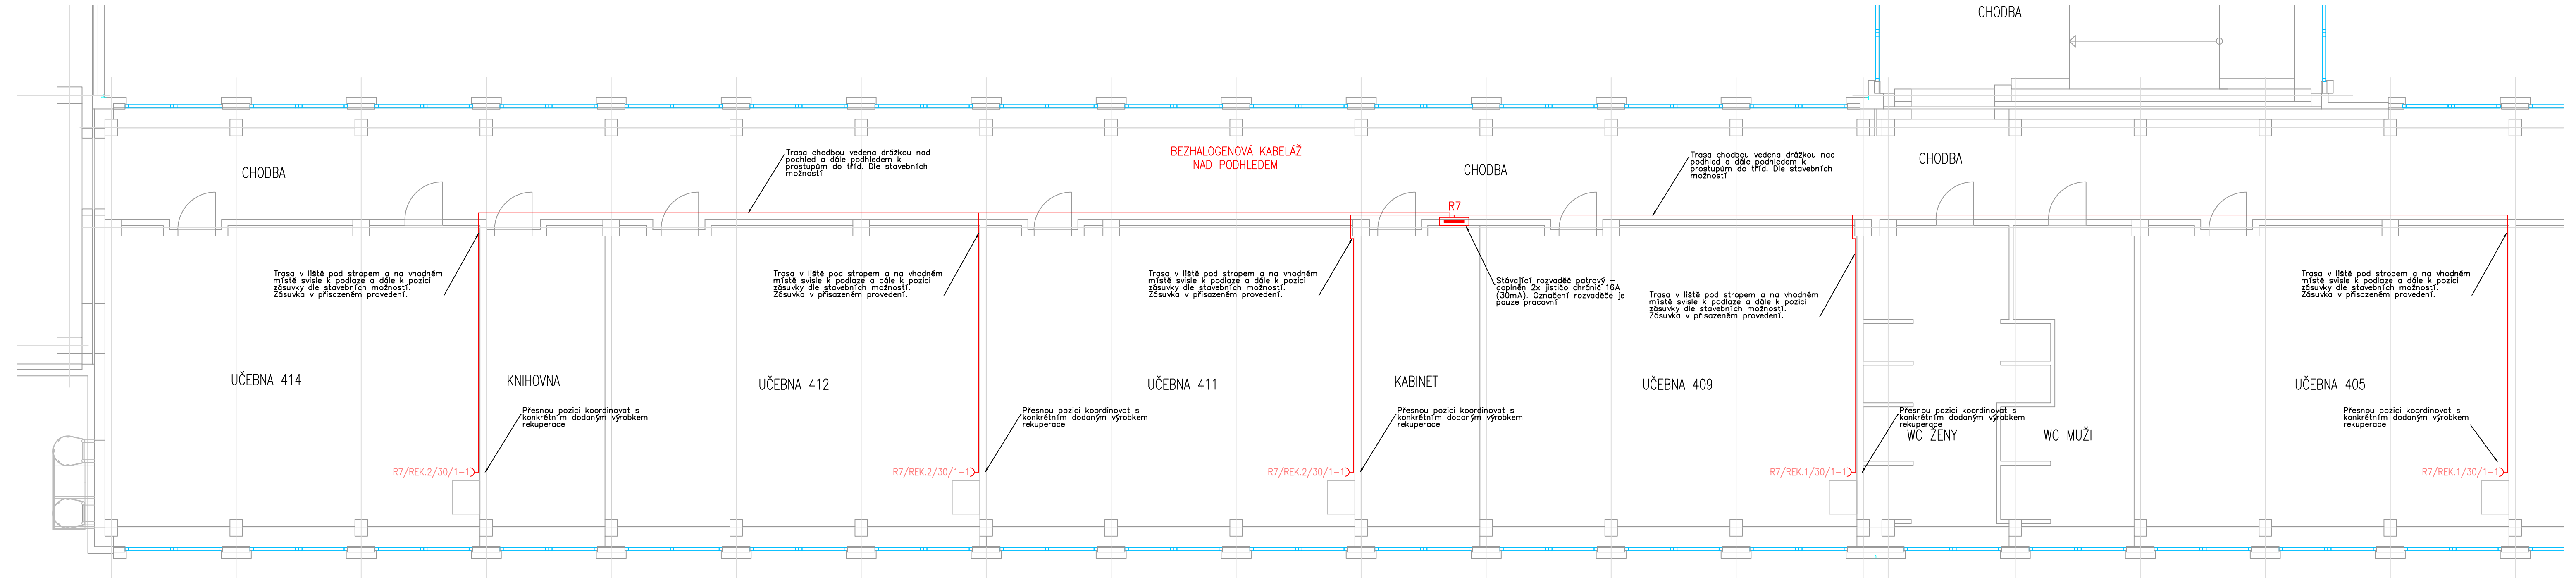 CHODBA
Trasa chodbou vedena drážkou nad
podhled a dále podhledem k
prostupům do tříd. Dle stavebních
možností
BEZHALOGENOVÁ KABELÁŽ
NAD PODHLEDEM
Trasa chodbou vedena drážkou nad
podhled a dále podhledem k
prostupům do tříd. Dle stavebních
možností
CHODBA
CHODBA
CHODBA
R7
Trasa v liště pod stropem a na vhodném
místě svisle k podlaze a dále k pozici
zásuvky dle stavebních možností.
Zásuvka v přisazeném provedení.
Trasa v liště pod stropem a na vhodném
místě svisle k podlaze a dále k pozici
zásuvky dle stavebních možností.
Zásuvka v přisazeném provedení.
Trasa v liště pod stropem a na vhodném
místě svisle k podlaze a dále k pozici
zásuvky dle stavebních možností.
Zásuvka v přisazeném provedení.
Stávající rozvaděč patrový –
doplněn 2x jističo chránič 16A
(30mA). Označení rozvaděče je
pouze pracovní
Trasa v liště pod stropem a na vhodném
místě svisle k podlaze a dále k pozici
zásuvky dle stavebních možností.
Zásuvka v přisazeném provedení.
Trasa v liště pod stropem a na vhodném
místě svisle k podlaze a dále k pozici
zásuvky dle stavebních možností.
Zásuvka v přisazeném provedení.
UČEBNA 414
KNIHOVNA
UČEBNA 412
UČEBNA 411
KABINET
UČEBNA 409
UČEBNA 405
Přesnou pozici koordinovat s
konkrétním dodaným výrobkem
rekuperace
Přesnou pozici koordinovat s
konkrétním dodaným výrobkem
rekuperace
Přesnou pozici koordinovat s
konkrétním dodaným výrobkem
rekuperace
Přesnou pozici koordinovat s
konkrétním dodaným výrobkem
rekuperace
Přesnou pozici koordinovat s
konkrétním dodaným výrobkem
rekuperace
WC ŽENY
WC MUŽI
R7/REK.2/30/1-1
R7/REK.2/30/1-1
R7/REK.2/30/1-1
R7/REK.1/30/1-1
R7/REK.1/30/1-1